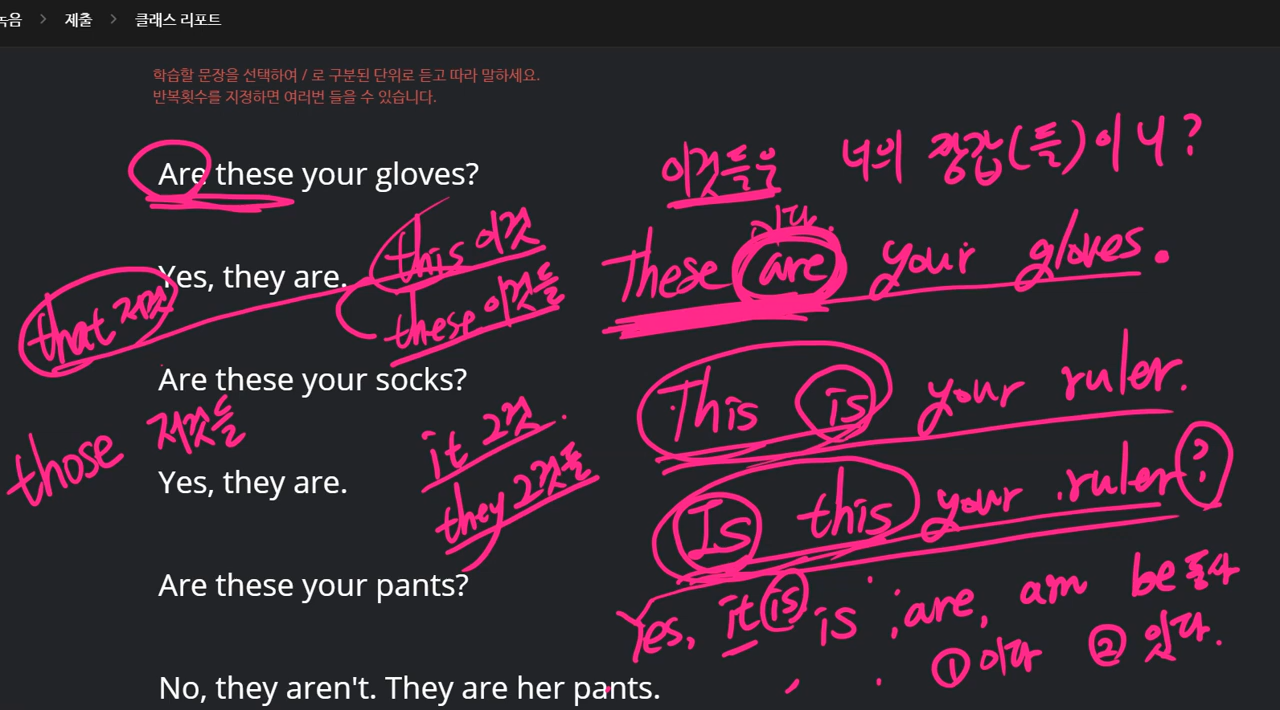 녹음 > 제출 > 클래스 리포트
학습할 문장을 선택하여 / 로 구분된 단위로 듣고 따라 말하세요.
반복횟수를 지정하면 여러번 들을 수 있습니다.
Are these your gloves?
이것들은 너의 장갑(들)이니?
this 이것
이다.
These are your gloves.
Yes, they are.
that 저것
these 이것들
Are these your socks?
This is your ruler.
those 저것들
it 그것.
Yes, they are.
they 그것들
Is this your ruler?
Are these your pants?
Yes, it is
is, are, am be동사
① 이다 ② 있다.
No, they aren't. They are her pants.